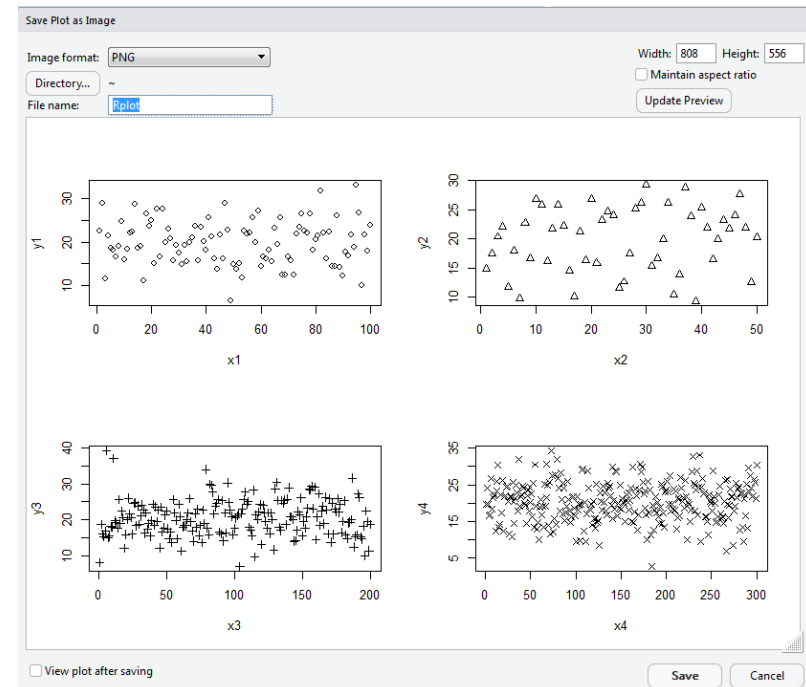 Save Plot as Image
Image format: PNG
Width: 808 Height: 556
Directory... ~
Maintain aspect ratio
File name: Rplot
Update Preview
y1
10 20 30
0 20 40 60 80 100
x1
y2
10 15 20 25 30
0 10 20 30 40 50
x2
y3
10 20 30 40
0 50 100 150 200
x3
y4
5 15 25 35
0 50 100 150 200 250 300
x4
View plot after saving
Save Cancel